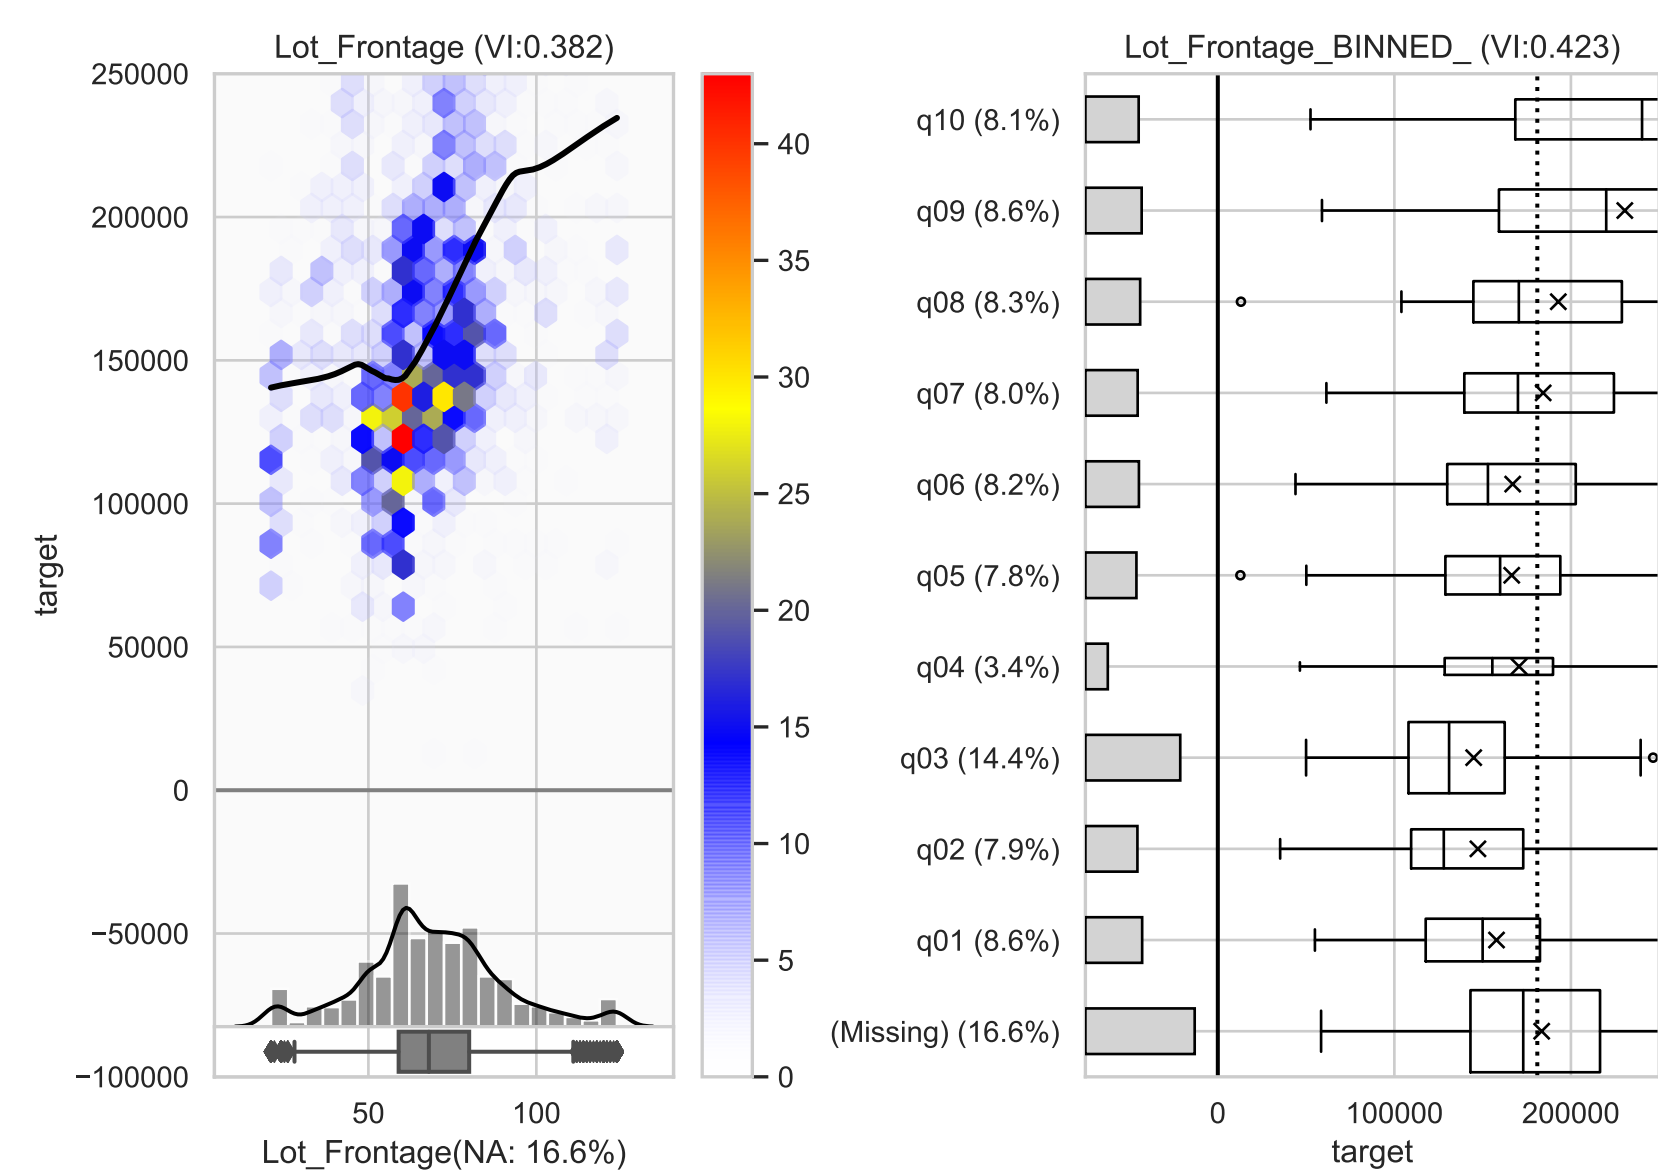 Lot_Frontage (VI:0.382)
250000
200000
150000
100000
50000
0
−50000
−100000
target
50
100
Lot_Frontage(NA: 16.6%)
40
35
30
25
20
15
10
5
0
Lot_Frontage_BINNED_ (VI:0.423)
q10 (8.1%)
q09 (8.6%)
q08 (8.3%)
q07 (8.0%)
q06 (8.2%)
q05 (7.8%)
q04 (3.4%)
q03 (14.4%)
q02 (7.9%)
q01 (8.6%)
(Missing) (16.6%)
0
100000
200000
target